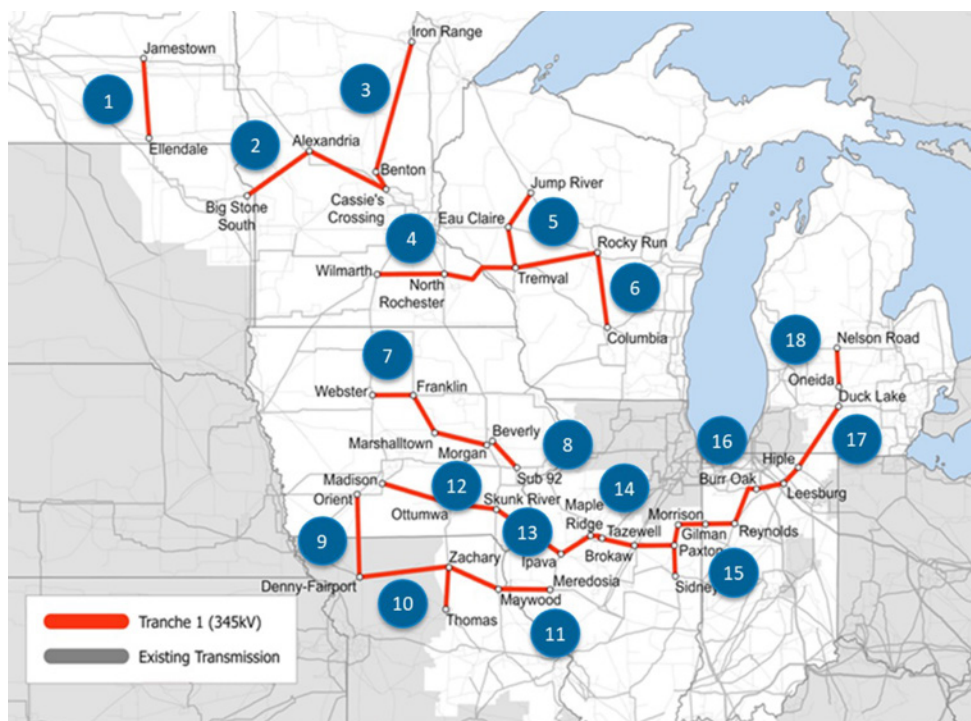 Iron Range
Jamestown
3
1
2
Alexandria
Ellendale
Benton
Jump River
Cassie's
Crossing
Big Stone
South
Eau Claire
5
4
Rocky Run
Wilmarth
North
Rochester
Tremval
6
Columbia
18
Nelson Road
7
Oneida
Duck Lake
Webster
Franklin
Beverly
8
16
17
Marshalltown
Morgan
Hiple
Sub 92
Madison
12
14
Burr Oak
Leesburg
Orient
Skunk River
Maple
Ridge
Ottumwa
13
Morrison
Tazewell
Gilman
Reynolds
9
Ipava
Brokaw
Paxton
Zachary
15
Denny-Fairport
Meredosia
Sidney
10
Maywood
Thomas
11
Tranche 1 (345kV)
Existing Transmission